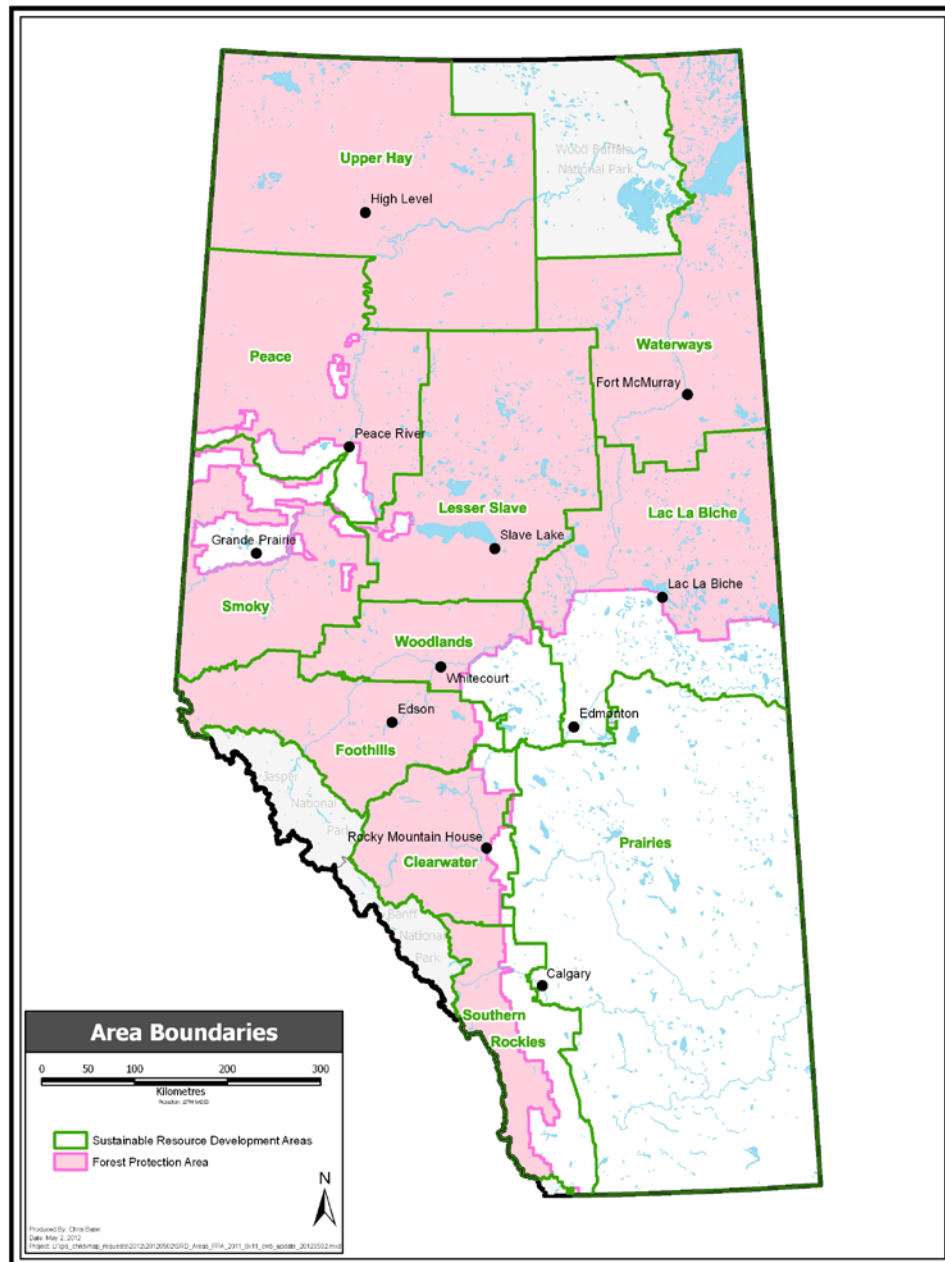 Wood Buffalo
National Park
Upper Hay
High Level
Peace
Waterways
Fort McMurray
Peace River
Lesser Slave
Slave Lake
Lac La Biche
Grande Prairie
Lac La Biche
Smoky
Woodlands
Whitecourt
Edson
Edmonton
Foothills
Jasper
National
Park
Rocky Mountain House
Clearwater
Prairies
Banff
National
Park
Calgary
Southern
Rockies
Area Boundaries
0 50 100 200 300
Kilometres
Sustainable Resource Development Areas
Forest Protection Area
N
Produced By: Chris Bater
Date: May 2, 2012